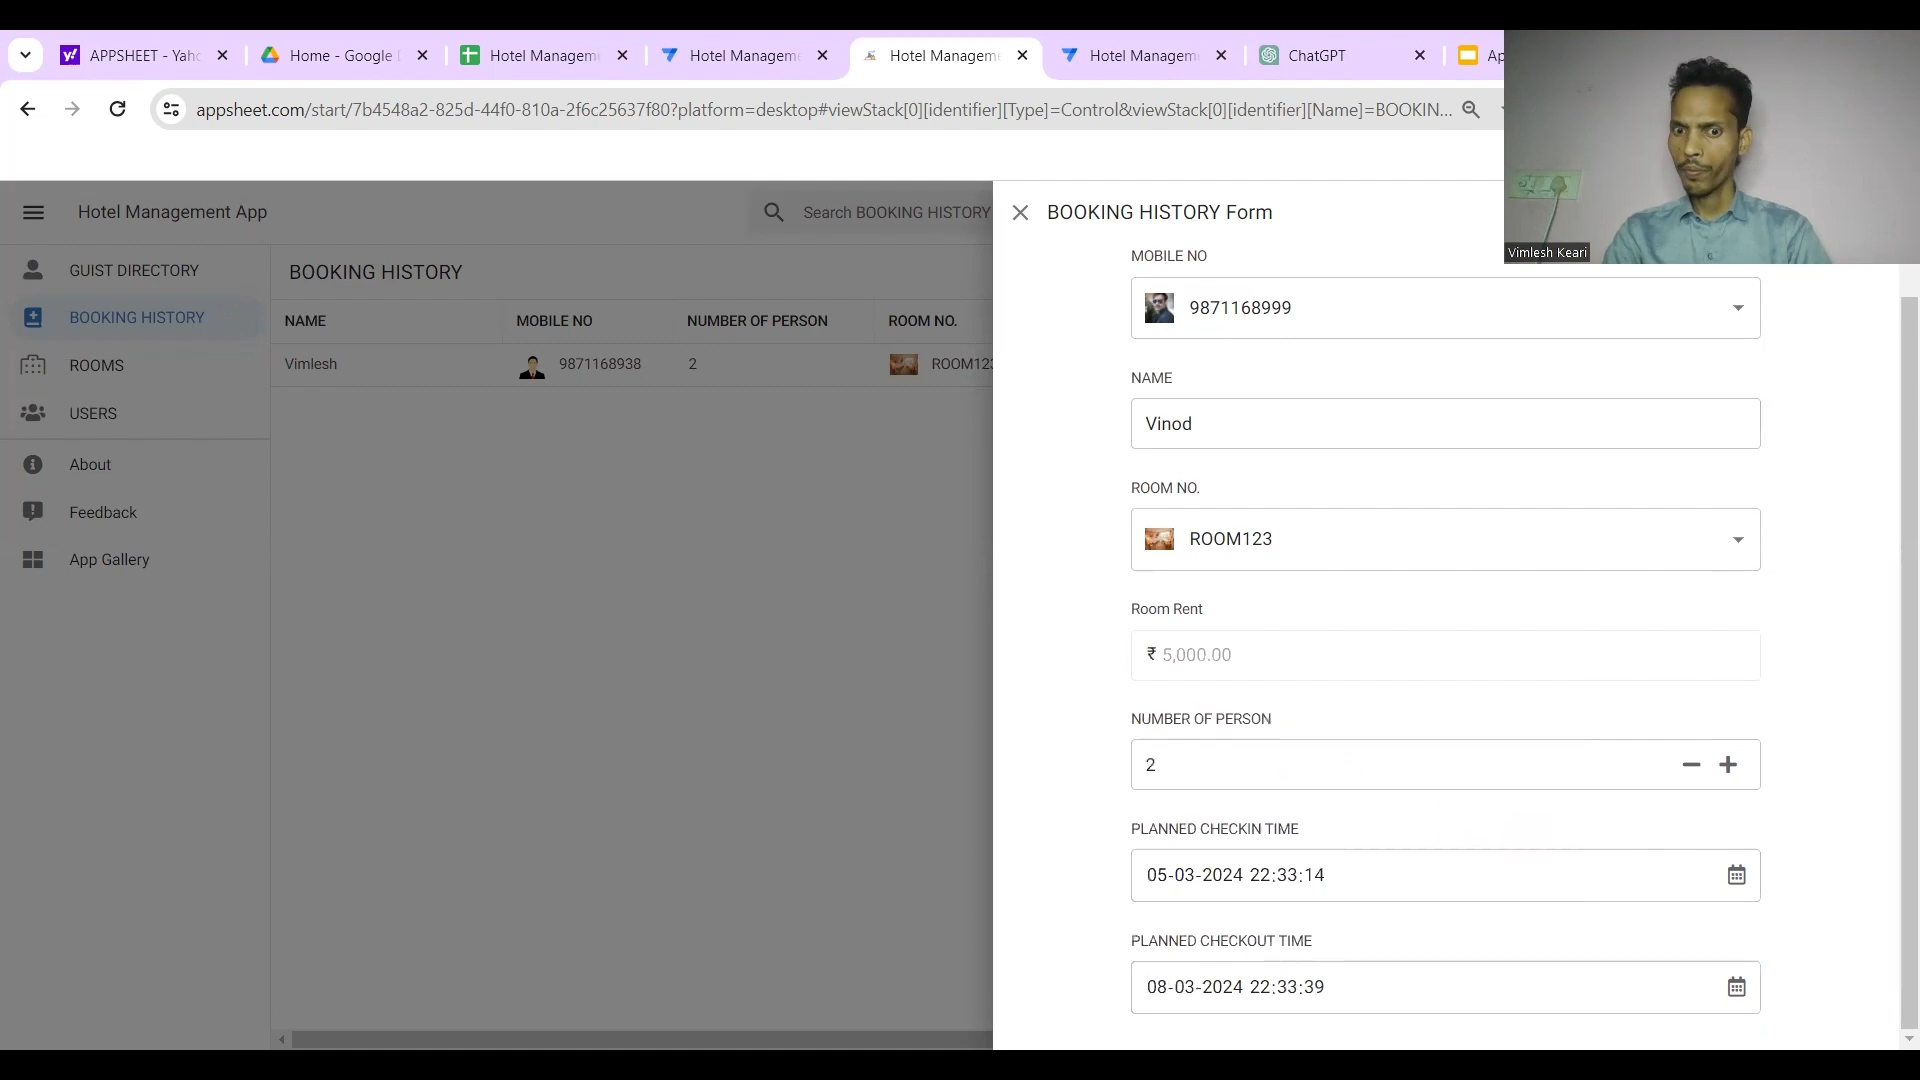 APPSHEET - Yaho
Home - Google
Hotel Managem
Hotel Manageme
Hotel Manageme
Hotel Managem
ChatGPT
Ap
appsheet.com/start/7b4548a2-825d-44f0-810a-2f6c25637f80?platform=desktop#viewStack[0][identifier][Type]=Control&viewStack[0][identifier][Name]=BOOKIN...
Vimlesh Keari
Hotel Management App
Search BOOKING HISTORY
GUIST DIRECTORY
BOOKING HISTORY
ROOMS
USERS
About
Feedback
App Gallery
BOOKING HISTORY
NAME MOBILE NO NUMBER OF PERSON ROOM NO.
Vimlesh 9871168938 2 ROOM123
BOOKING HISTORY Form
MOBILE NO
9871168999
NAME
Vinod
ROOM NO.
ROOM123
Room Rent
₹ 5,000.00
NUMBER OF PERSON
2
PLANNED CHECKIN TIME
05-03-2024 22:33:14
PLANNED CHECKOUT TIME
08-03-2024 22:33:39